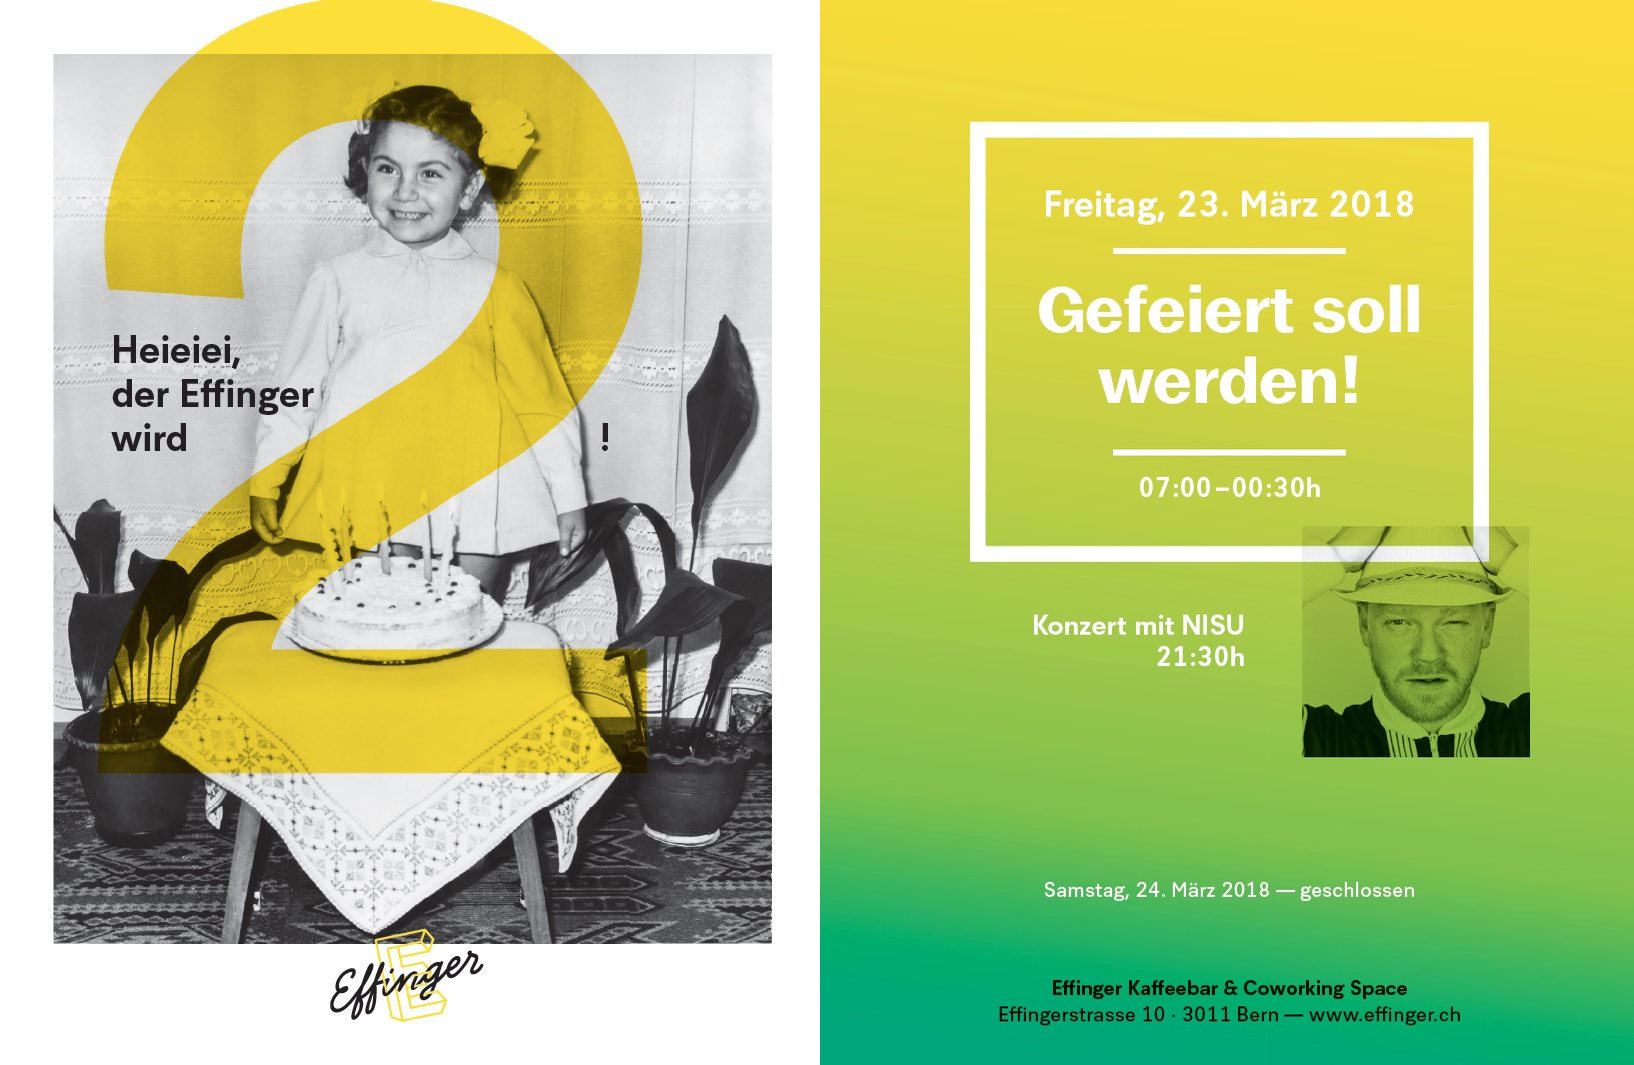 2
Heieiei,
der Effinger
wird
!
Effinger
E
Freitag, 23. März 2018
Gefeiert soll
werden!
07:00–00:30h
Konzert mit NISU
21:30h
Samstag, 24. März 2018 — geschlossen
Effinger Kaffeebar & Coworking Space
Effingerstrasse 10 · 3011 Bern — www.effinger.ch